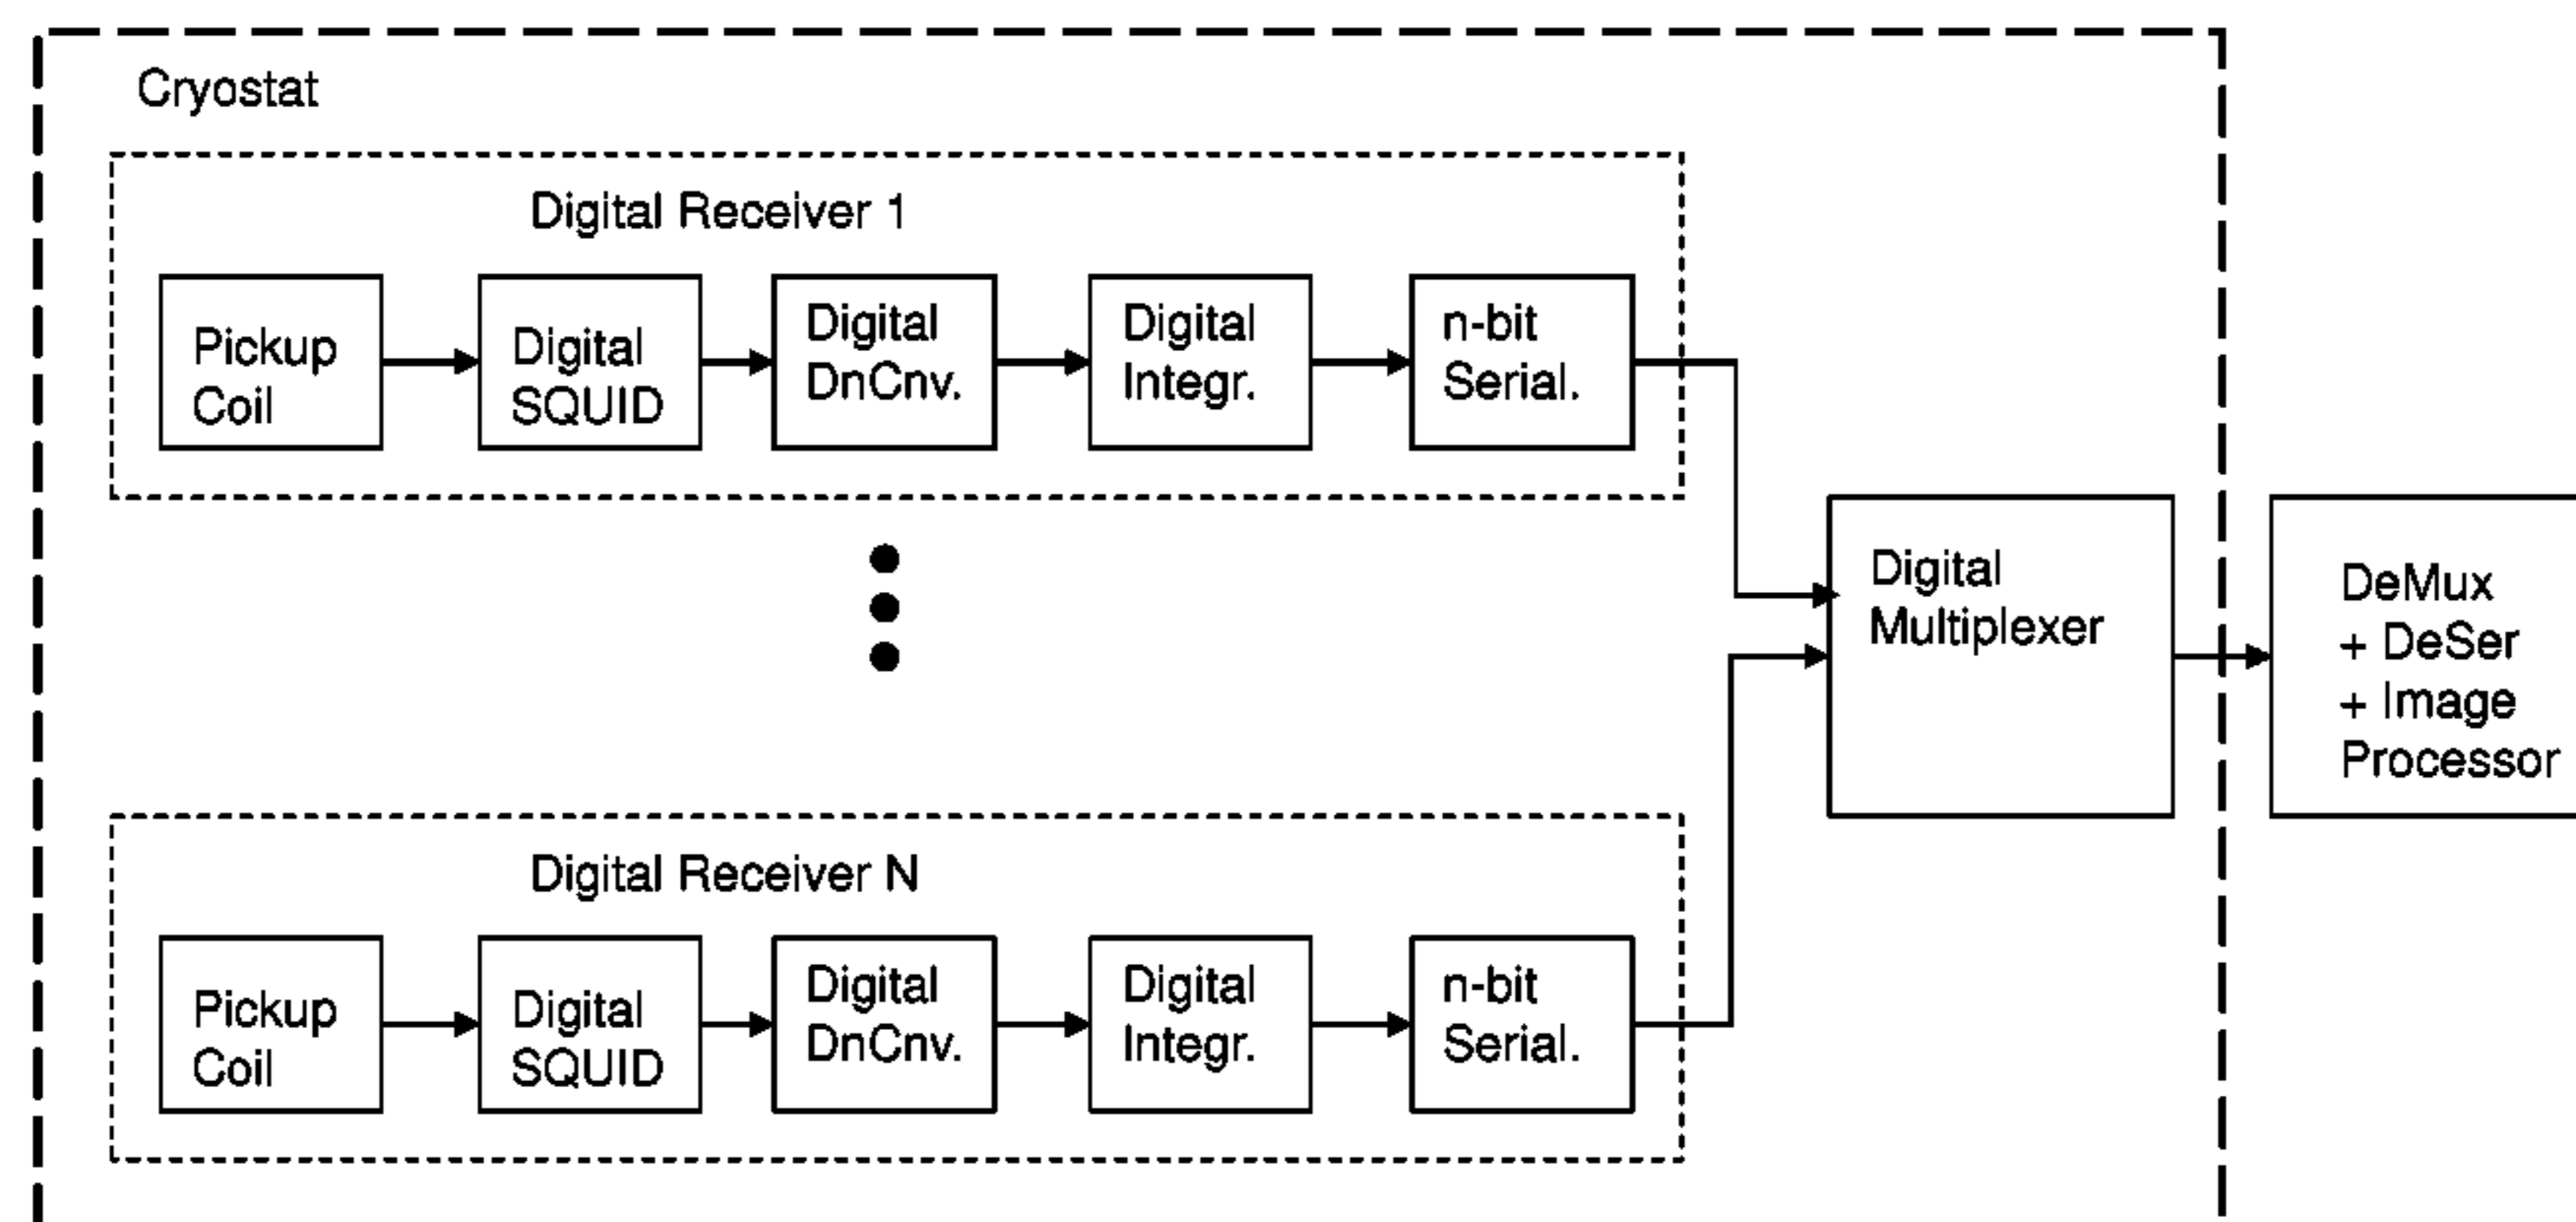 Cryostat
Digital Receiver 1
Pickup
Coil
Digital
SQUID
Digital
DnCnv.
Digital
Integr.
n-bit
Serial.
Digital
Multiplexer
DeMux
+ DeSer
+ Image
Processor
Digital Receiver N
Pickup
Coil
Digital
SQUID
Digital
DnCnv.
Digital
Integr.
n-bit
Serial.